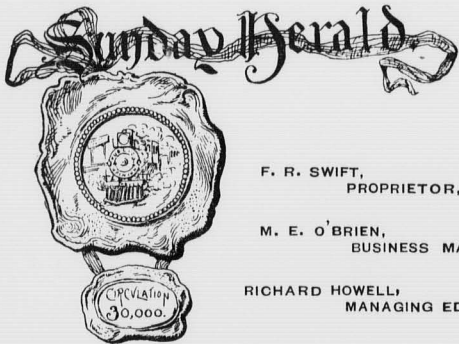 Sunday Herald.
F. R. SWIFT,
PROPRIETOR,
M. E. O'BRIEN,
BUSINESS MA
RICHARD HOWELL,
MANAGING ED
CIRCULATION
30,000.